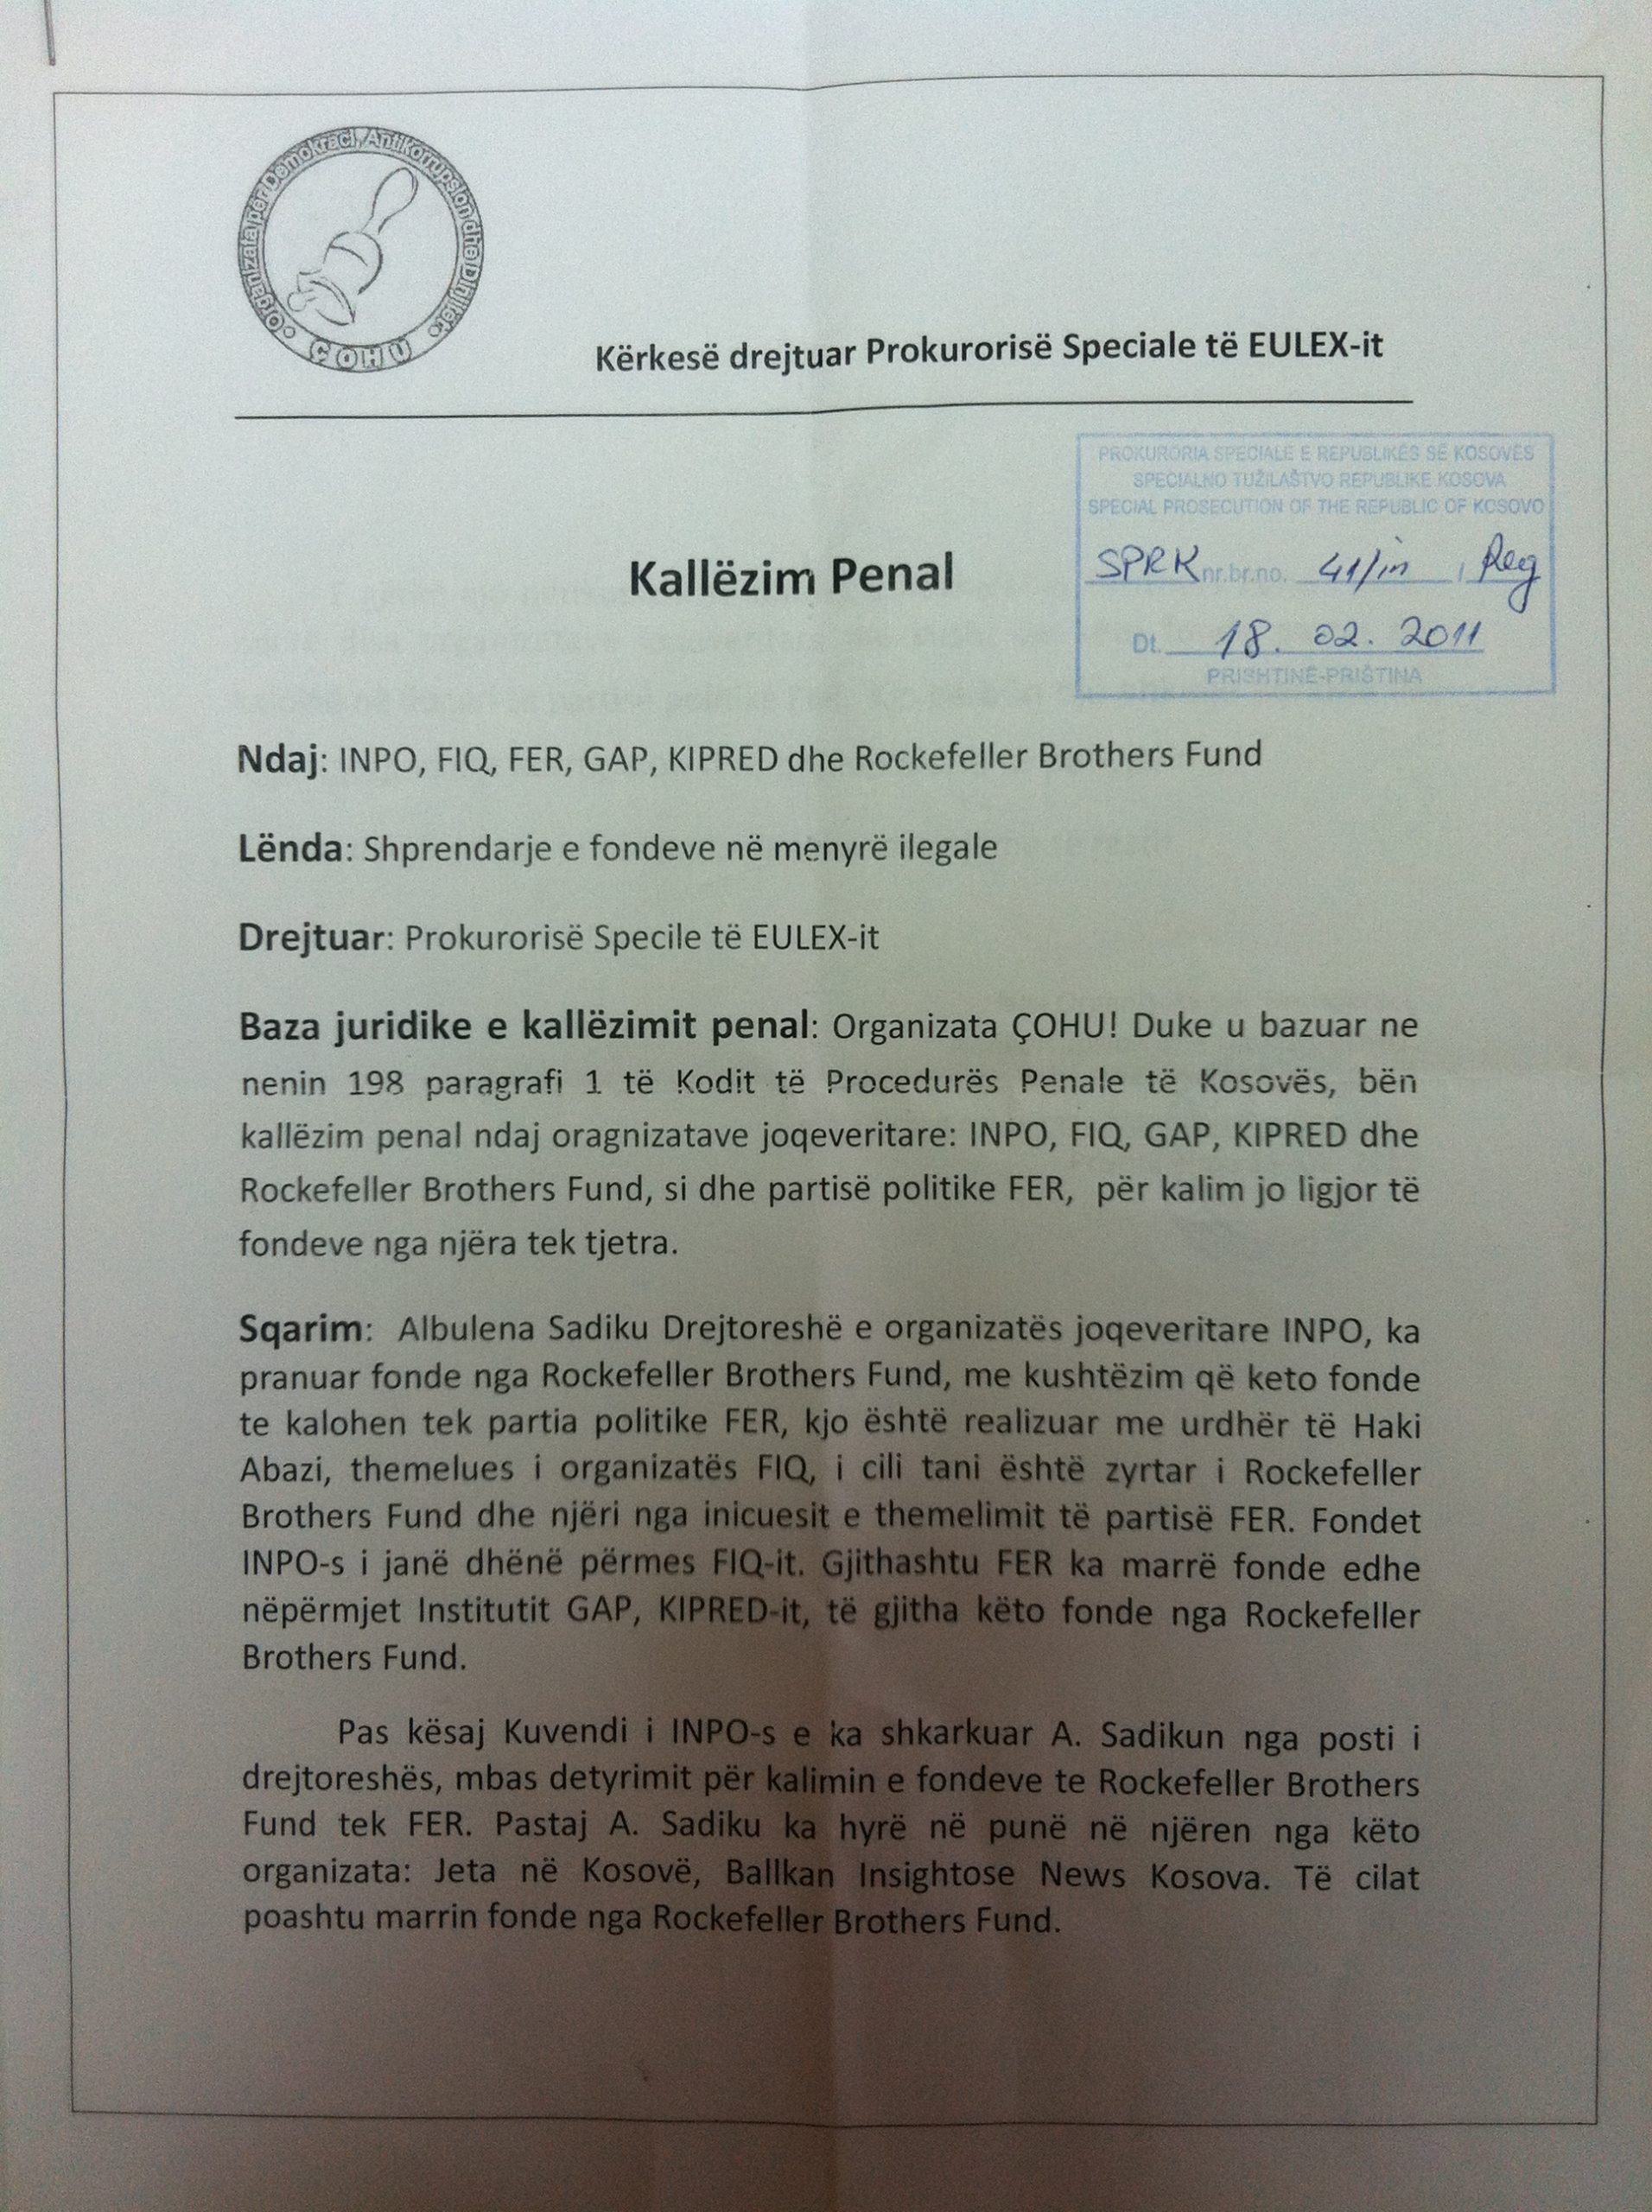 Organizata për Demokraci, Antikorrupsion dhe Dinjitet
ÇOHU
Kërkesë drejtuar Prokurorisë Speciale të EULEX-it
PROKURORIA SPECIALE E REPUBLIKËS SË KOSOVËS
SPECIALNO TUŽILAŠTVO REPUBLIKE KOSOVA
SPECIAL PROSECUTION OF THE REPUBLIC OF KOSOVO
SPRK nr.br.no. 41/in , Reg
Dt. 18. 02. 2011
PRISHTINË-PRIŠTINA
Kallëzim Penal
Ndaj: INPO, FIQ, FER, GAP, KIPRED dhe Rockefeller Brothers Fund
Lënda: Shprendarje e fondeve në menyrë ilegale
Drejtuar: Prokurorisë Specile të EULEX-it
Baza juridike e kallëzimit penal: Organizata ÇOHU! Duke u bazuar ne
nenin 198 paragrafi 1 të Kodit të Procedurës Penale të Kosovës, bën
kallëzim penal ndaj oragnizatave joqeveritare: INPO, FIQ, GAP, KIPRED dhe
Rockefeller Brothers Fund, si dhe partisë politike FER, për kalim jo ligjor të
fondeve nga njëra tek tjetra.
Sqarim: Albulena Sadiku Drejtoreshë e organizatës joqeveritare INPO, ka
pranuar fonde nga Rockefeller Brothers Fund, me kushtëzim që keto fonde
te kalohen tek partia politike FER, kjo është realizuar me urdhër të Haki
Abazi, themelues i organizatës FIQ, i cili tani është zyrtar i Rockefeller
Brothers Fund dhe njëri nga inicuesit e themelimit të partisë FER. Fondet
INPO-s i janë dhënë përmes FIQ-it. Gjithashtu FER ka marrë fonde edhe
nëpërmjet Institutit GAP, KIPRED-it, të gjitha këto fonde nga Rockefeller
Brothers Fund.
Pas kësaj Kuvendi i INPO-s e ka shkarkuar A. Sadikun nga posti i
drejtoreshës, mbas detyrimit për kalimin e fondeve te Rockefeller Brothers
Fund tek FER. Pastaj A. Sadiku ka hyrë në punë në njëren nga këto
organizata: Jeta në Kosovë, Ballkan Insightose News Kosova. Të cilat
poashtu marrin fonde nga Rockefeller Brothers Fund.